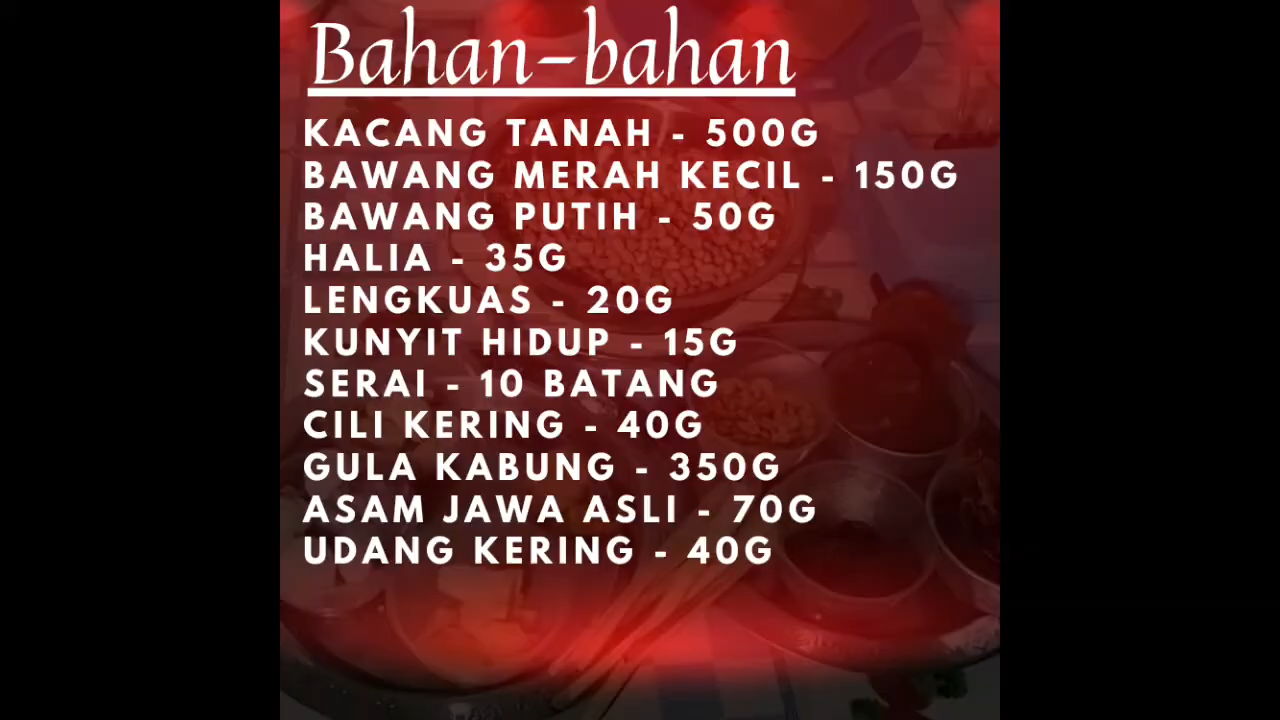 Bahan-bahan
KACANG TANAH - 500G
BAWANG MERAH KECIL - 150G
BAWANG PUTIH - 50G
HALIA - 35G
LENGKUAS - 20G
KUNYIT HIDUP - 15G
SERAI - 10 BATANG
CILI KERING - 40G
GULA KABUNG - 350G
ASAM JAWA ASLI - 70G
UDANG KERING - 40G